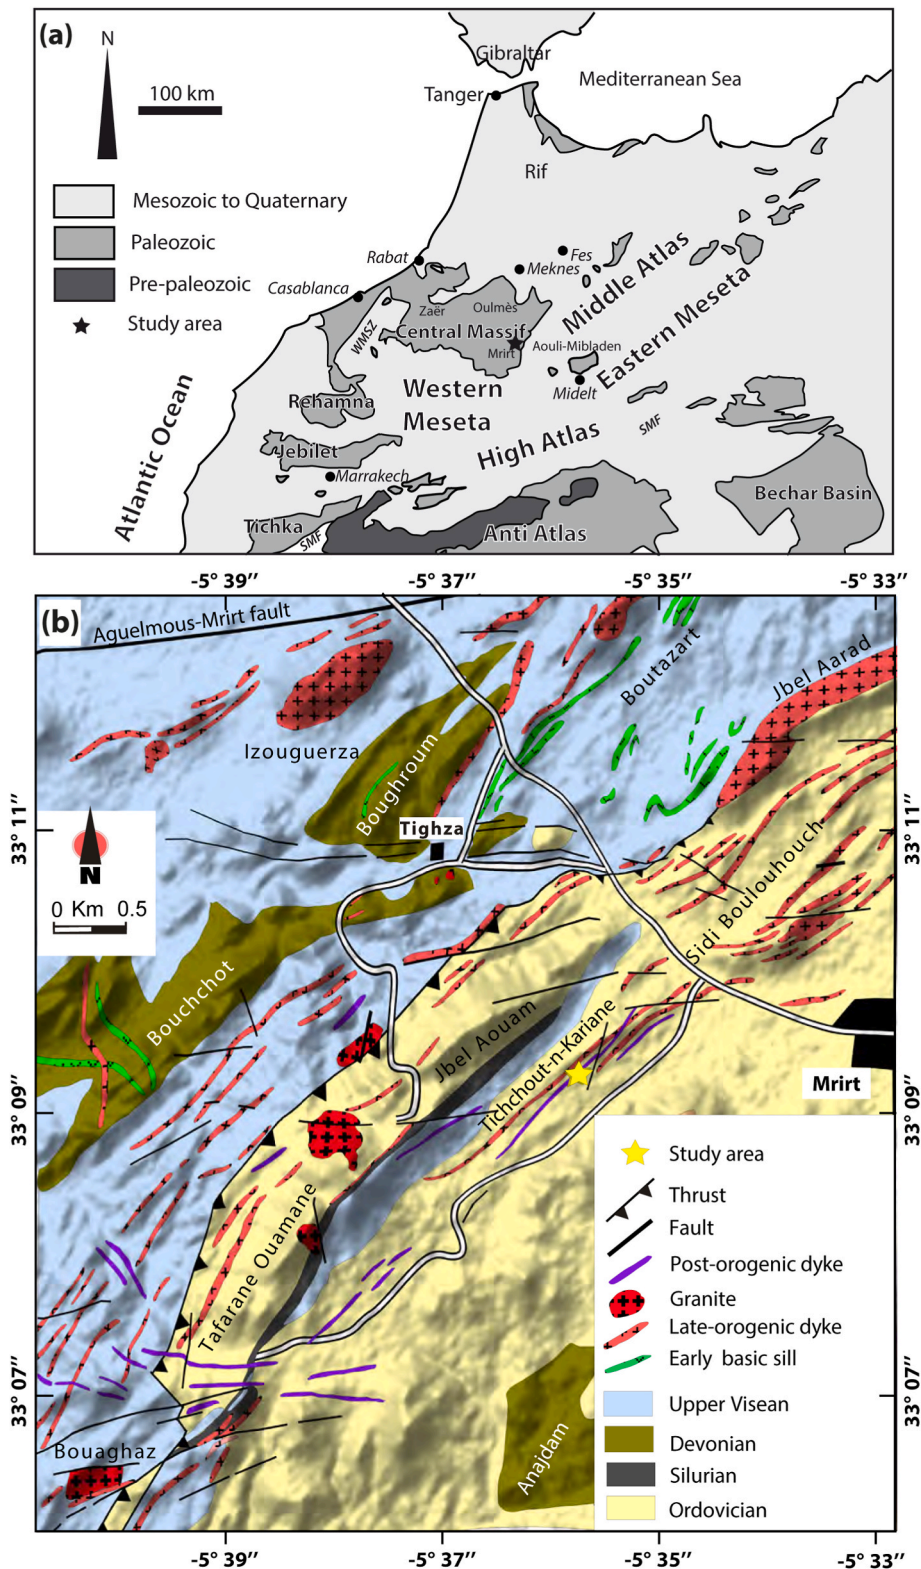 (a)
N
100 km
Gibraltar
Mediterranean Sea
Tanger
Rif
Mesozoic to Quaternary
Paleozoic
Pre-paleozoic
Study area
Rabat
Fes
Meknes
Casablanca
Middle Atlas
Zaër
Oulmès
WMSZ
Central Massif
Mrirt
Aouli-Mibladen
Eastern Meseta
Midelt
Western
Meseta
Rehamna
Atlantic Ocean
High Atlas
SMF
Jebilet
Marrakech
Bechar Basin
Tichka
SMF
Anti Atlas
-5° 39’’
-5° 37’’
-5° 35’’
-5° 33’’
(b)
Aguelmous-Mrirt fault
Boutazart
Jbel Aarad
Izouguerza
Boughroum
33° 11’’
33° 11’’
Tighza
N
0 Km 0.5
Sidi Boulouhouch
Bouchchot
Jbel Aouam
Tichchout-n-Kariane
Mrirt
33° 09’’
33° 09’’
Tafarane Ouamane
Study area
Thrust
Fault
Post-orogenic dyke
Granite
Late-orogenic dyke
Early basic sill
Upper Visean
Devonian
Silurian
Ordovician
33° 07’’
33° 07’’
Bouaghaz
Anajdam
-5° 39’’
-5° 37’’
-5° 35’’
-5° 33’’